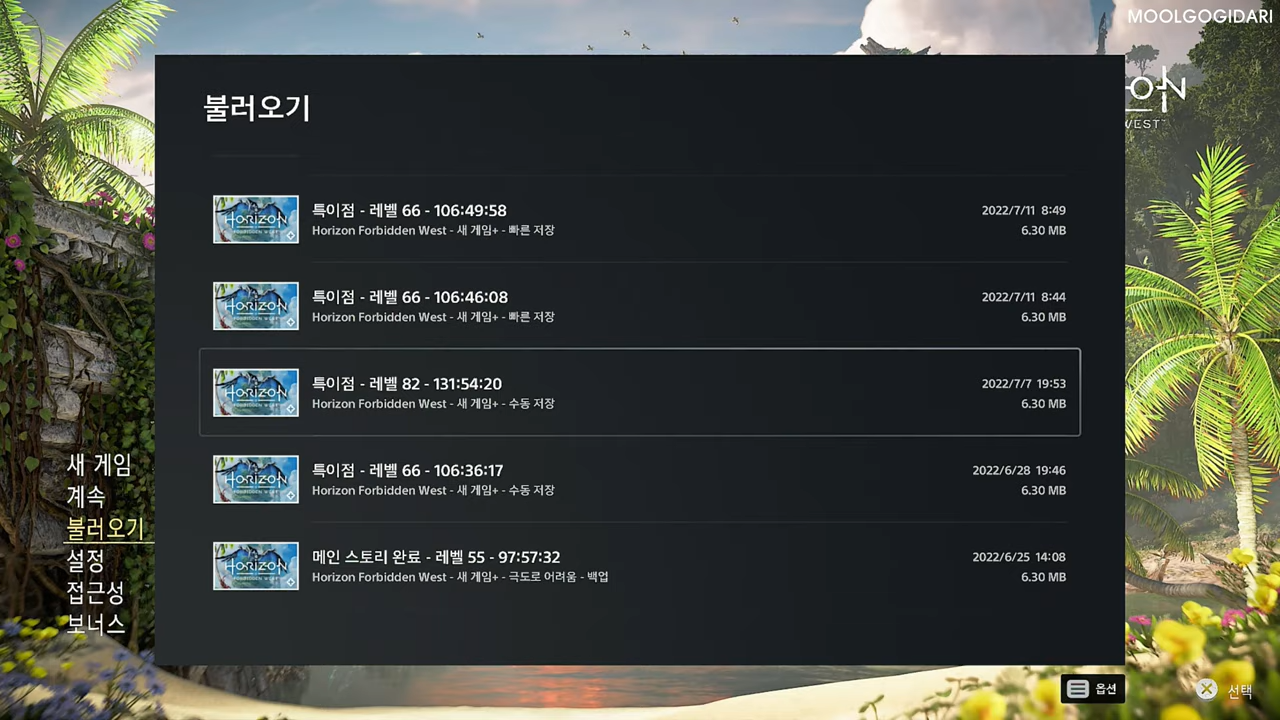 MOOLGOGIDARI
불러오기
특이점 - 레벨 66 - 106:49:58
2022/7/11 8:49
Horizon Forbidden West - 새 게임+ - 빠른 저장
6.30 MB
특이점 - 레벨 66 - 106:46:08
2022/7/11 8:44
Horizon Forbidden West - 새 게임+ - 빠른 저장
6.30 MB
특이점 - 레벨 82 - 131:54:20
2022/7/7 19:53
Horizon Forbidden West - 새 게임+ - 수동 저장
6.30 MB
특이점 - 레벨 66 - 106:36:17
2022/6/28 19:46
Horizon Forbidden West - 새 게임+ - 수동 저장
6.30 MB
메인 스토리 완료 - 레벨 55 - 97:57:32
2022/6/25 14:08
Horizon Forbidden West - 새 게임+ - 극도로 어려움 - 백업
6.30 MB
새 게임
계속
불러오기
설정
접근성
보너스
옵션
선택
HORIZON
HORIZON
HORIZON
HORIZON
HORIZON